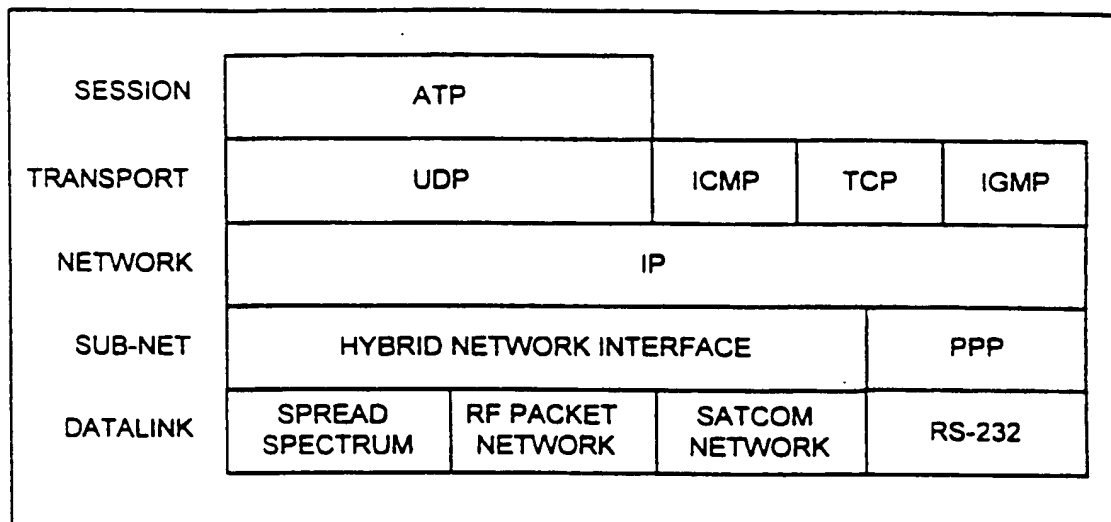 SESSION ATP
TRANSPORT UDP ICMP TCP IGMP
NETWORK IP
SUB-NET HYBRID NETWORK INTERFACE PPP
DATALINK SPREAD SPECTRUM RF PACKET NETWORK SATCOM NETWORK RS-232